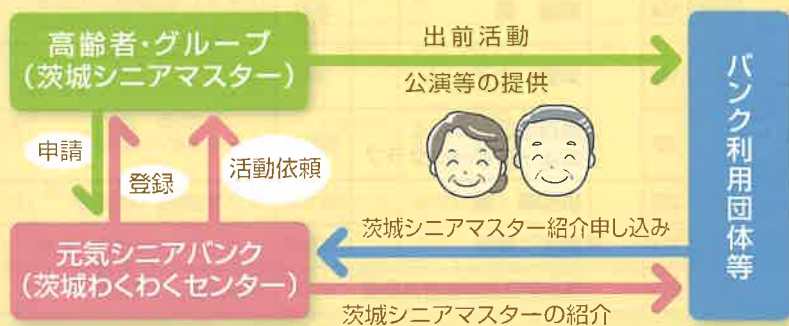 高齢者・グループ
(茨城シニアマスター)
出前活動
公演等の提供
バンク利用団体等
申請
登録
活動依頼
茨城シニアマスター紹介申し込み
元気シニアバンク
(茨城わくわくセンター)
茨城シニアマスターの紹介